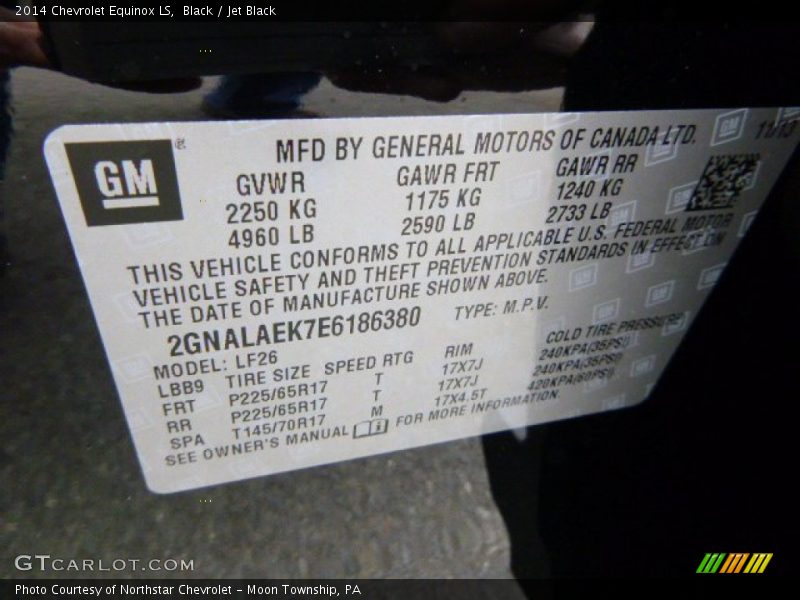 2014 Chevrolet Equinox LS,  Black / Jet Black
GM®
MFD BY GENERAL MOTORS OF CANADA LTD. 11/13
GVWR GAWR FRT GAWR RR
2250 KG 1175 KG 1240 KG
4960 LB 2590 LB 2733 LB
THIS VEHICLE CONFORMS TO ALL APPLICABLE U.S. FEDERAL MOTOR
VEHICLE SAFETY AND THEFT PREVENTION STANDARDS IN EFFECT ON
THE DATE OF MANUFACTURE SHOWN ABOVE.
2GNALAEK7E6186380 TYPE: M.P.V.
MODEL: LF26
LBB9 TIRE SIZE SPEED RTG RIM COLD TIRE PRESSURE
FRT P225/65R17 T 17X7J 240KPA(35PSI)
RR P225/65R17 T 17X7J 240KPA(35PSI)
SPA T145/70R17 M 17X4.5T 420KPA(60PSI)
SEE OWNER'S MANUAL FOR MORE INFORMATION
GTCARLOT.COM
Photo Courtesy of Northstar Chevrolet - Moon Township, PA